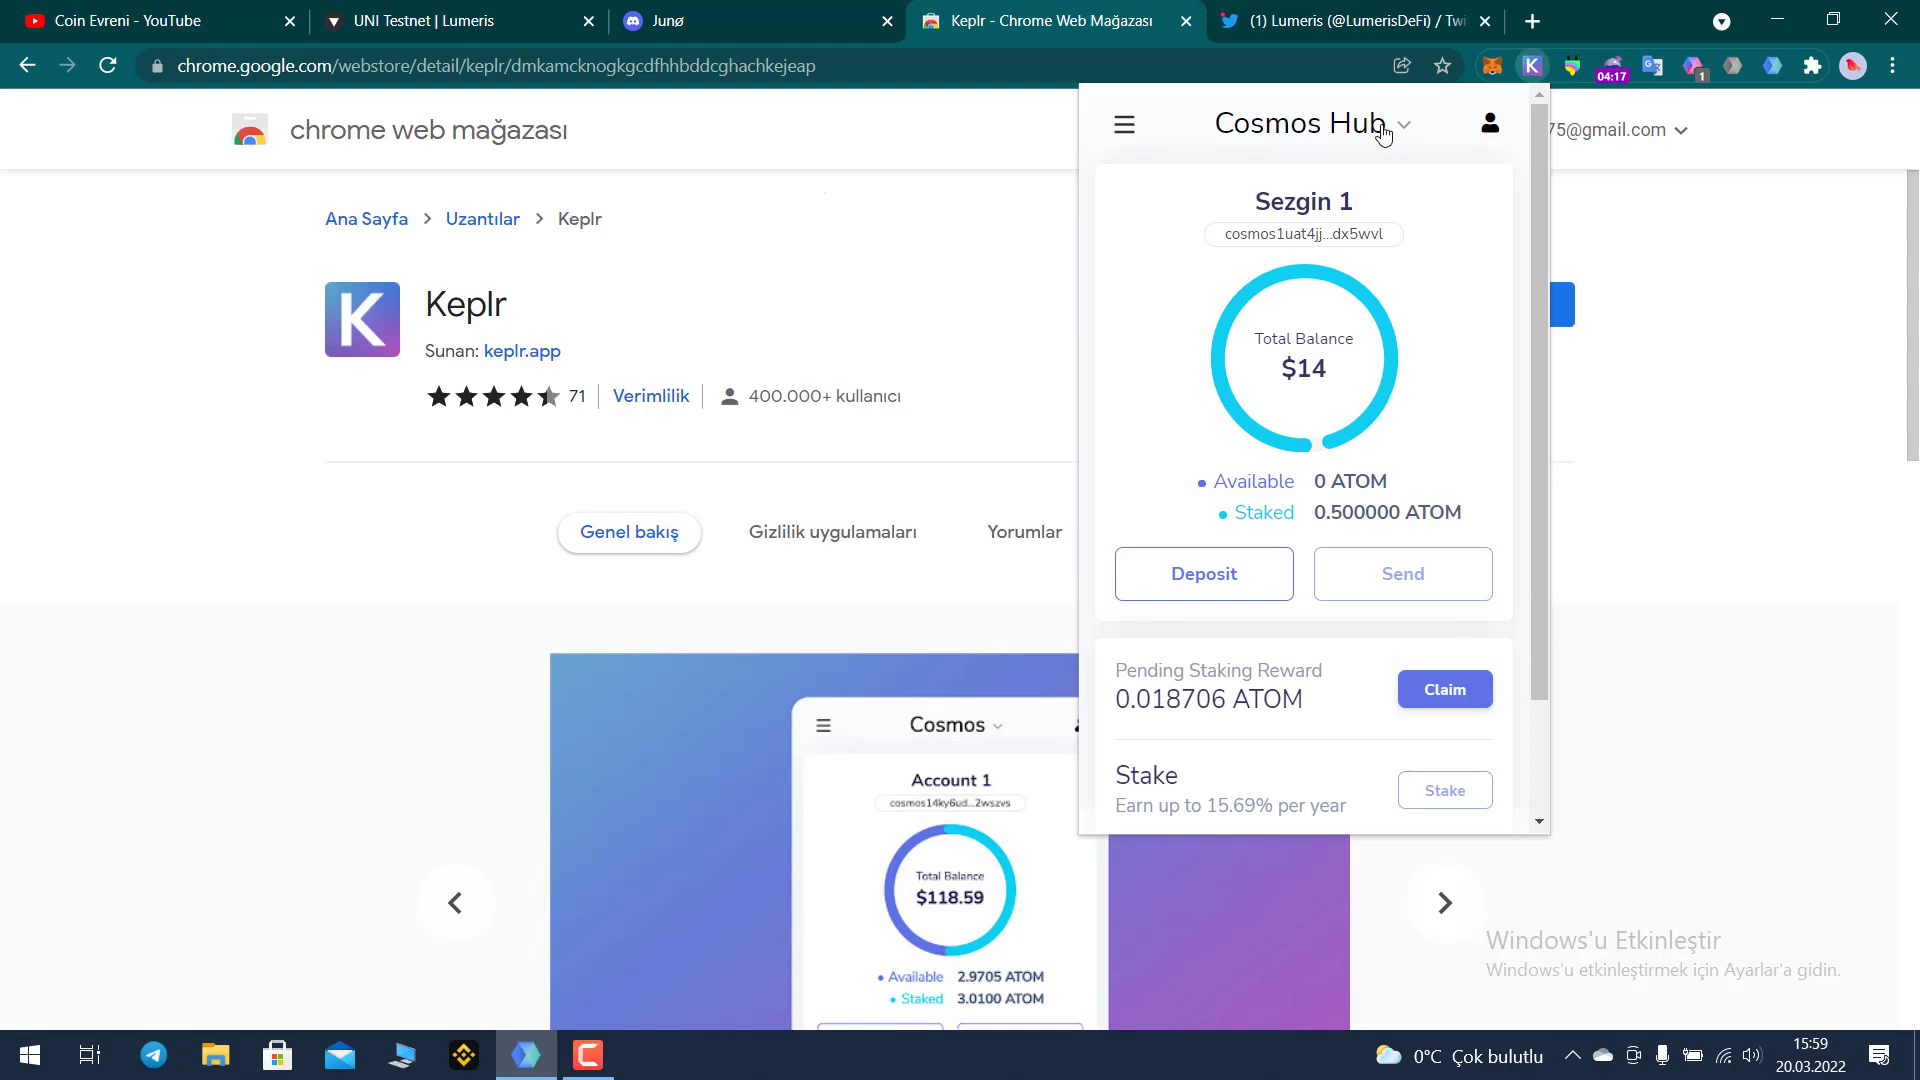 Coin Evreni - YouTube
UNI Testnet | Lumeris
Junø
Keplr - Chrome Web Mağazası
(1) Lumeris (@LumerisDeFi) / Twi
chrome.google.com/webstore/detail/keplr/dmkamcknogkgcdfhhbddcghachkejeap
K
04:17
1
chrome web mağazası
75@gmail.com
Ana Sayfa > Uzantılar > Keplr
K
Keplr
Sunan: keplr.app
71
Verimlilik
400.000+ kullanıcı
Genel bakış
Gizlilik uygulamaları
Yorumlar
Cosmos Hub
Sezgin 1
cosmos1uat4jj...dx5wvl
Total Balance
$14
Available 0 ATOM
Staked 0.500000 ATOM
Deposit
Send
Pending Staking Reward
0.018706 ATOM
Claim
Stake
Earn up to 15.69% per year
Stake
Cosmos
Account 1
cosmos14ky6ud...2wszvs
Total Balance
$118.59
Available 2.9705 ATOM
Staked 3.0100 ATOM
Windows'u Etkinleştir
Windows'u etkinleştirmek için Ayarlar'a gidin.
0°C Çok bulutlu
15:59
20.03.2022